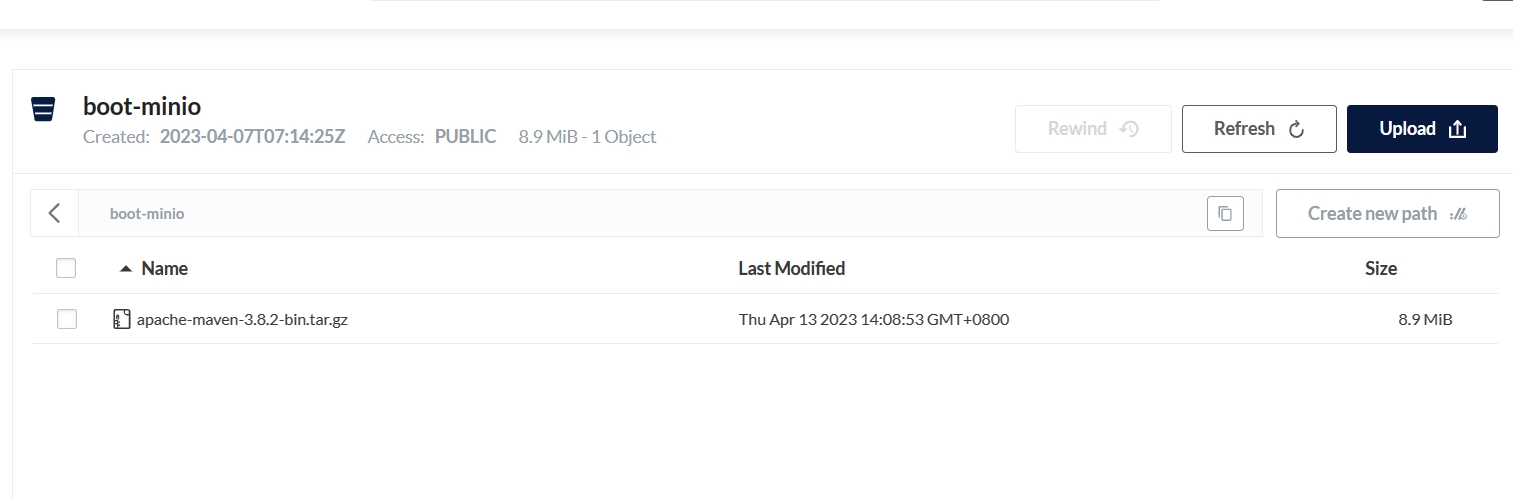 boot-minio
Created: 2023-04-07T07:14:25Z Access: PUBLIC 8.9 MiB - 1 Object
Rewind Refresh Upload
boot-minio
Create new path
Name Last Modified Size
apache-maven-3.8.2-bin.tar.gz Thu Apr 13 2023 14:08:53 GMT+0800 8.9 MiB